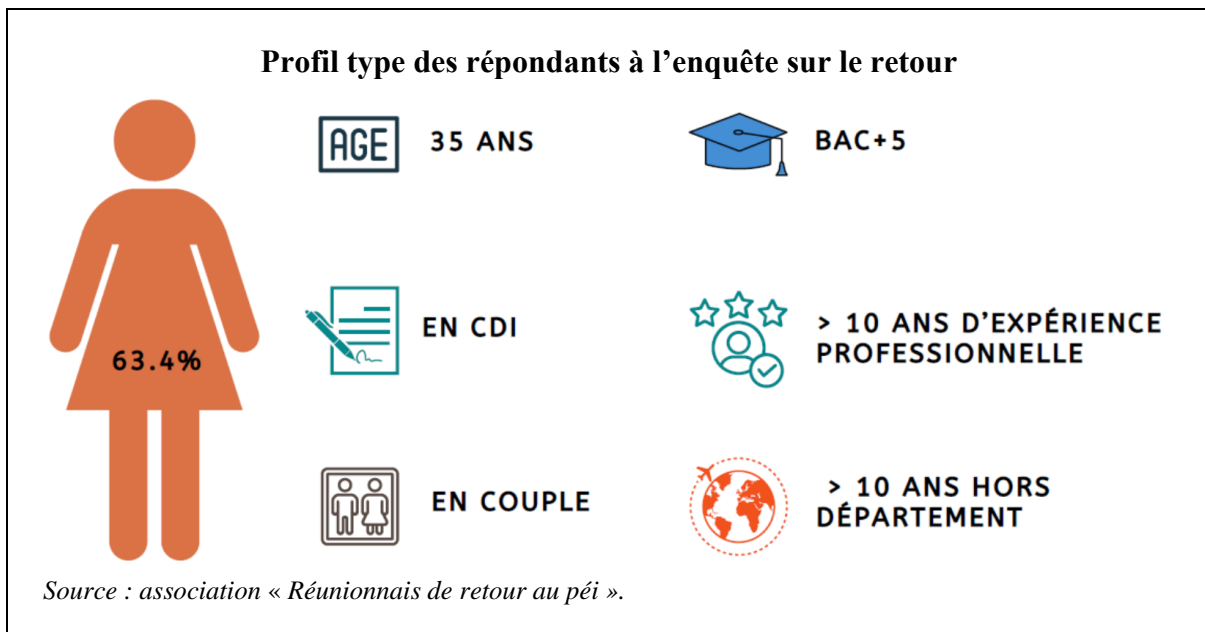 Profil type des répondants à l’enquête sur le retour
AGE
35 ANS
BAC+5
EN CDI
> 10 ANS D’EXPÉRIENCE
PROFESSIONNELLE
63.4%
EN COUPLE
> 10 ANS HORS
DÉPARTEMENT
Source : association « Réunionnais de retour au péi ».